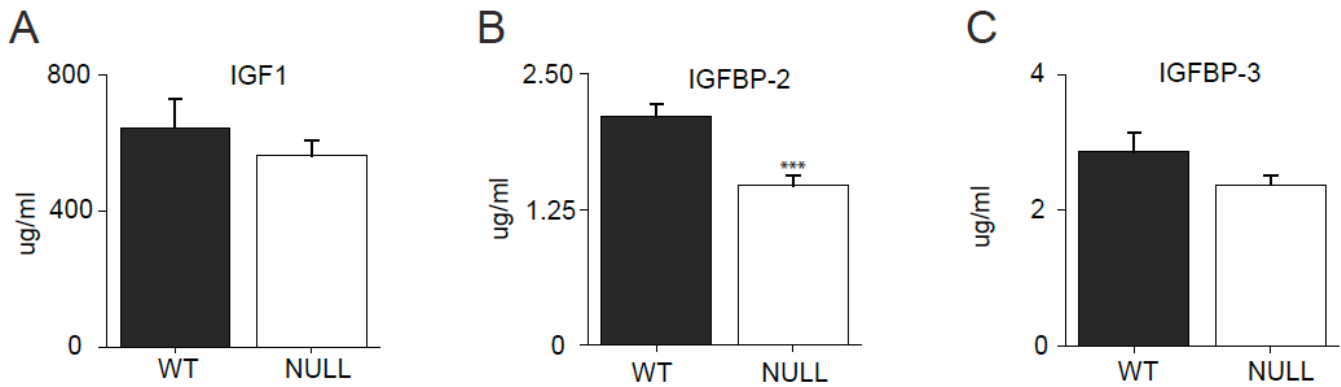 A
IGF1
800
400
0
ug/ml
WT NULL
B
IGFBP-2
2.50
1.25
0
ug/ml
***
WT NULL
C
IGFBP-3
4
2
0
ug/ml
WT NULL